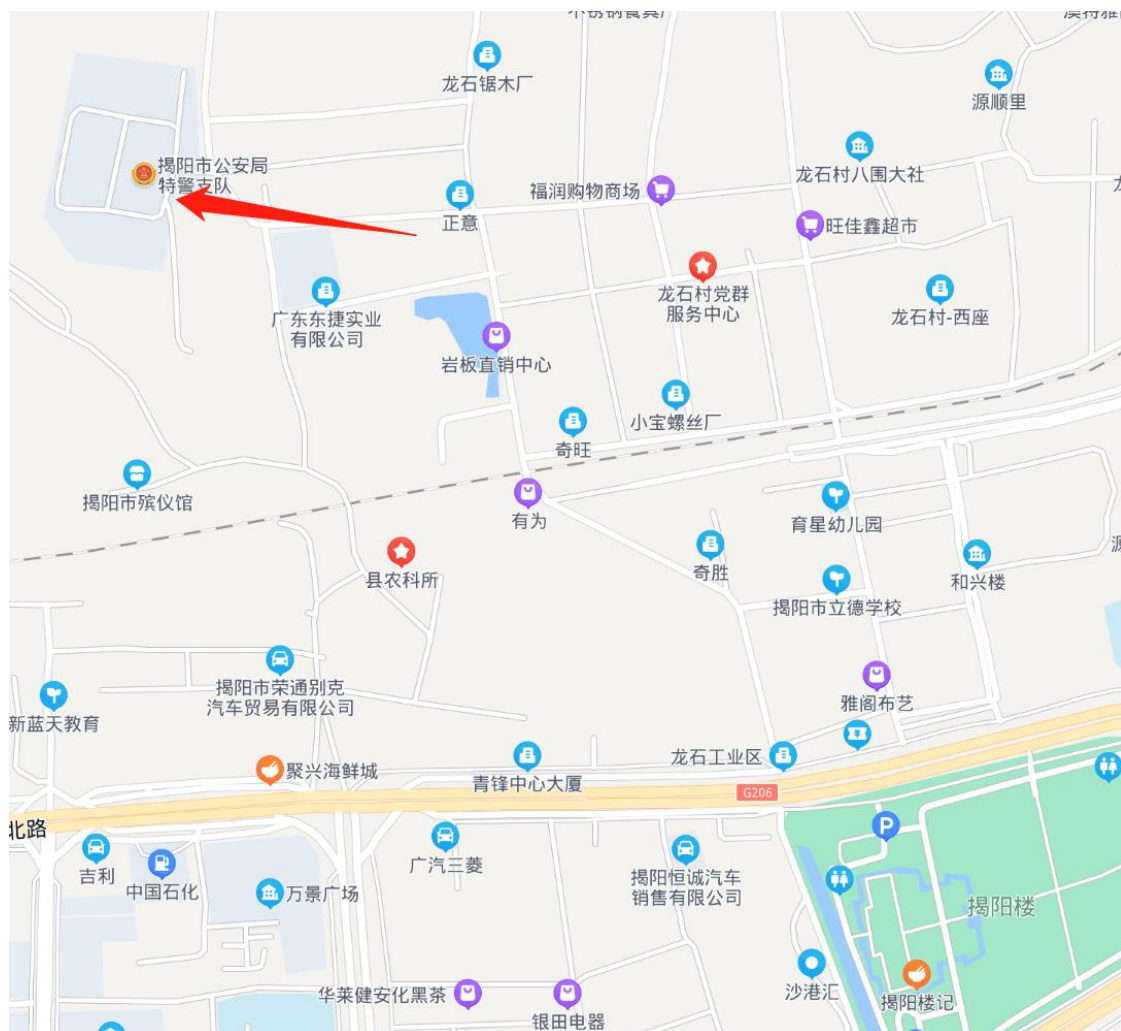 龙石锯木厂
源顺里
揭阳市公安局
特警支队
龙石村八围大社
福润购物商场
正意
旺佳鑫超市
龙石村党群
服务中心
广东东捷实业
有限公司
龙石村-西座
岩板直销中心
小宝螺丝厂
奇旺
揭阳市殡仪馆
有为
育星幼儿园
县农科所
奇胜
和兴楼
揭阳市立德学校
揭阳市荣通别克
汽车贸易有限公司
新蓝天教育
雅阁布艺
龙石工业区
聚兴海鲜城
青锋中心大厦
G206
北路
P
吉利
中国石化
广汽三菱
揭阳恒诚汽车
销售有限公司
万景广场
揭阳楼
沙港汇
揭阳楼记
华莱健安化黑茶
银田电器